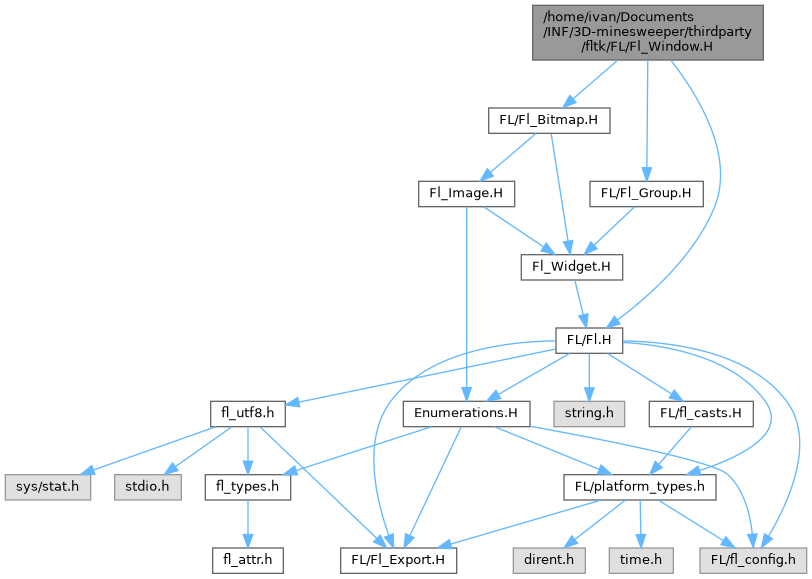 /home/ivan/Documents
/INF/3D-minesweeper/thirdparty
/fltk/FL/Fl_Window.H
FL/Fl_Bitmap.H
Fl_Image.H
FL/Fl_Group.H
Fl_Widget.H
FL/Fl.H
fl_utf8.h
Enumerations.H
string.h
FL/fl_casts.H
sys/stat.h
stdio.h
fl_types.h
FL/platform_types.h
fl_attr.h
FL/Fl_Export.H
dirent.h
time.h
FL/fl_config.h